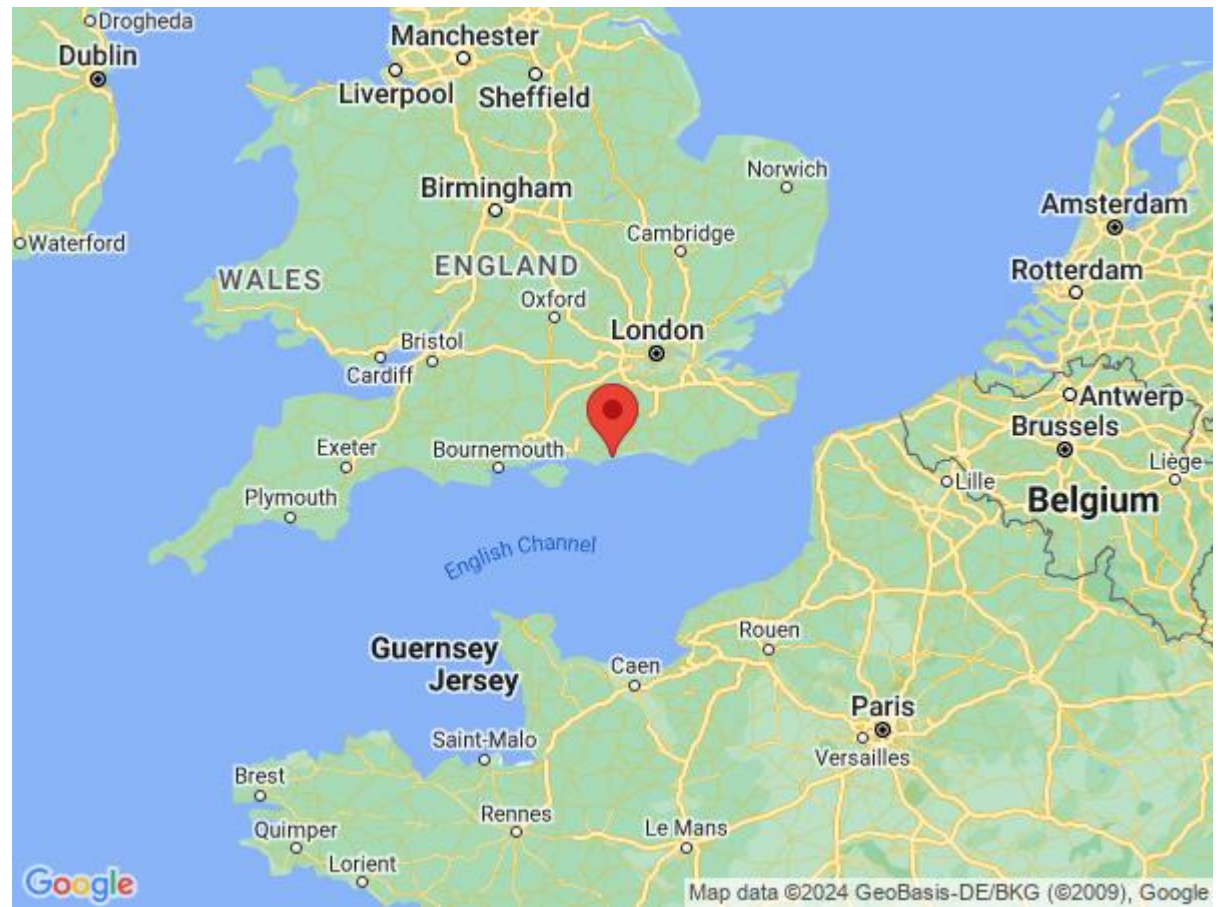 Drogheda
Dublin
Manchester
Liverpool
Sheffield
Norwich
Birmingham
Amsterdam
Waterford
Cambridge
WALES
ENGLAND
Rotterdam
Oxford
London
Bristol
Cardiff
Antwerp
Brussels
Exeter
Bournemouth
Liège
Lille
Plymouth
Belgium
English Channel
Rouen
Guernsey
Caen
Jersey
Paris
Saint-Malo
Versailles
Brest
Rennes
Quimper
Le Mans
Lorient
Google
Map data ©2024 GeoBasis-DE/BKG (©2009), Google